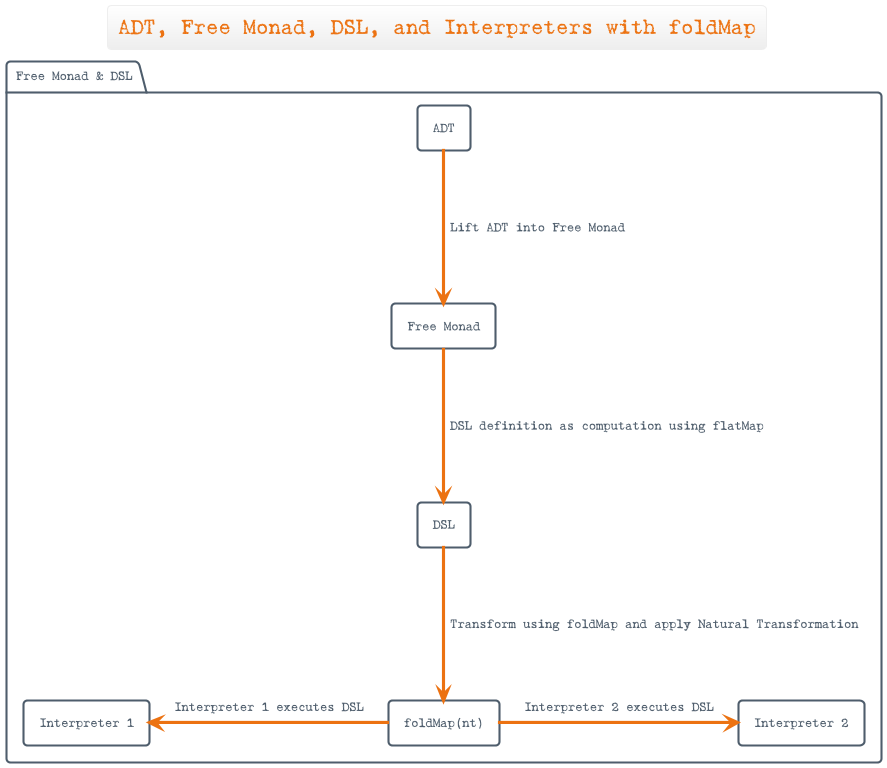 ADT, Free Monad, DSL, and Interpreters with foldMap
Free Monad & DSL
ADT
Lift ADT into Free Monad
Free Monad
DSL definition as computation using flatMap
DSL
Transform using foldMap and apply Natural Transformation
Interpreter 1
Interpreter 1 executes DSL
foldMap(nt)
Interpreter 2 executes DSL
Interpreter 2